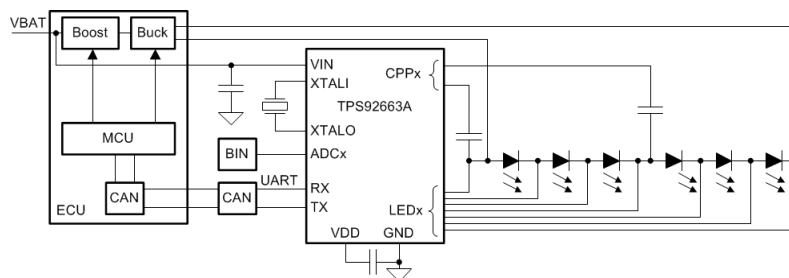 VBAT
Boost
Buck
MCU
CAN
ECU
BIN
CAN
UART
VIN
XTALI
TPS92663A
XTALO
ADCx
RX
TX
CPPx
LEDx
VDD
GND